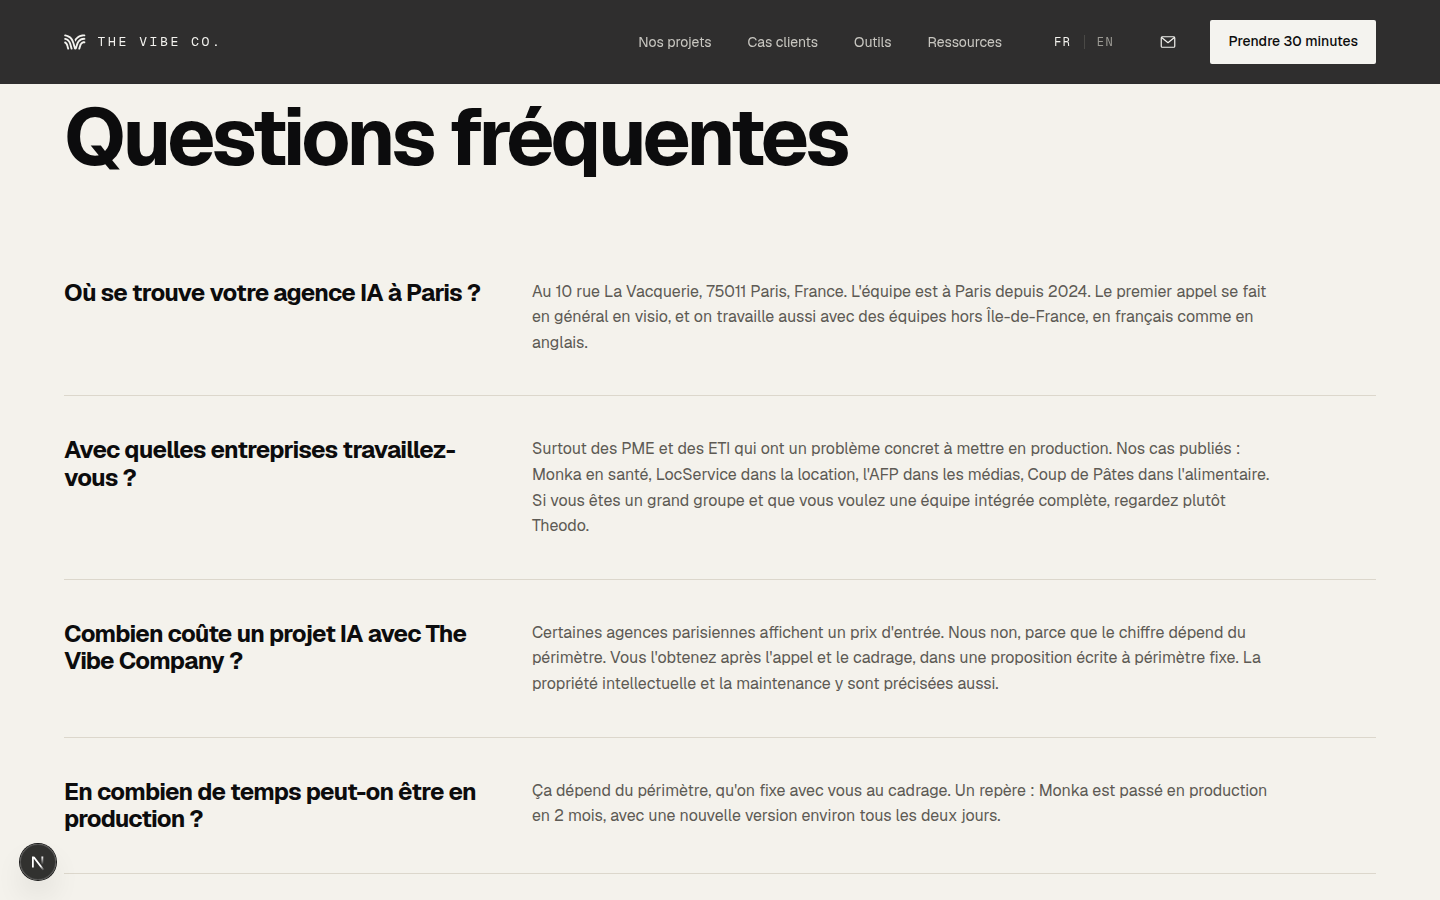 THE VIBE CO.
Nos projets
Cas clients
Outils
Ressources
FR
EN
Prendre 30 minutes
Questions fréquentes
Où se trouve votre agence IA à Paris ?
Au 10 rue La Vacquerie, 75011 Paris, France. L'équipe est à Paris depuis 2024. Le premier appel se fait
en général en visio, et on travaille aussi avec des équipes hors Île-de-France, en français comme en
anglais.
Avec quelles entreprises travaillez-
vous ?
Surtout des PME et des ETI qui ont un problème concret à mettre en production. Nos cas publiés :
Monka en santé, LocService dans la location, l'AFP dans les médias, Coup de Pâtes dans l'alimentaire.
Si vous êtes un grand groupe et que vous voulez une équipe intégrée complète, regardez plutôt
Theodo.
Combien coûte un projet IA avec The
Vibe Company ?
Certaines agences parisiennes affichent un prix d'entrée. Nous non, parce que le chiffre dépend du
périmètre. Vous l'obtenez après l'appel et le cadrage, dans une proposition écrite à périmètre fixe. La
propriété intellectuelle et la maintenance y sont précisées aussi.
En combien de temps peut-on être en
production ?
Ça dépend du périmètre, qu'on fixe avec vous au cadrage. Un repère : Monka est passé en production
en 2 mois, avec une nouvelle version environ tous les deux jours.